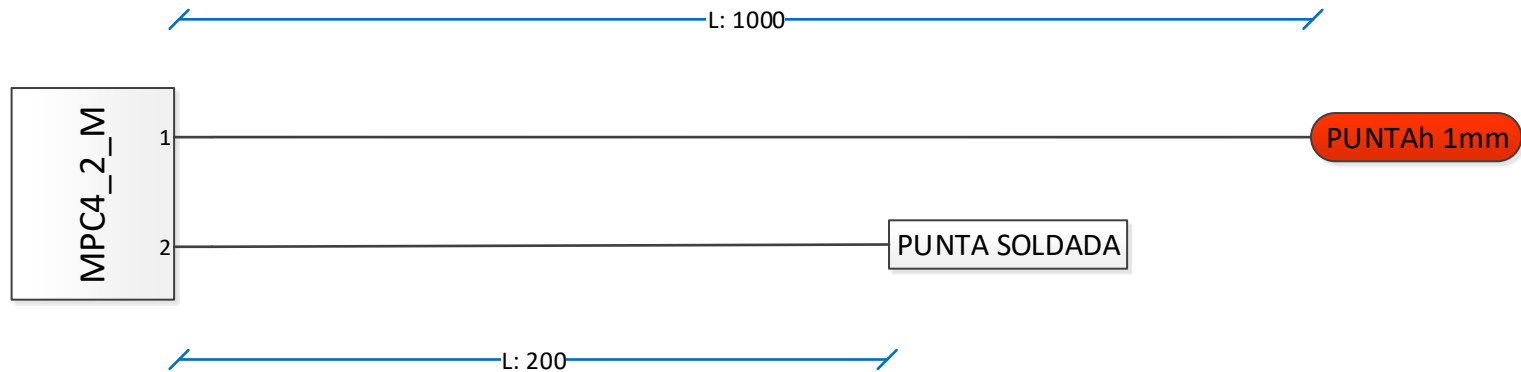 L: 1000
MPC4_2_M
1
PUNTAh 1mm
2
PUNTA SOLDADA
L: 200